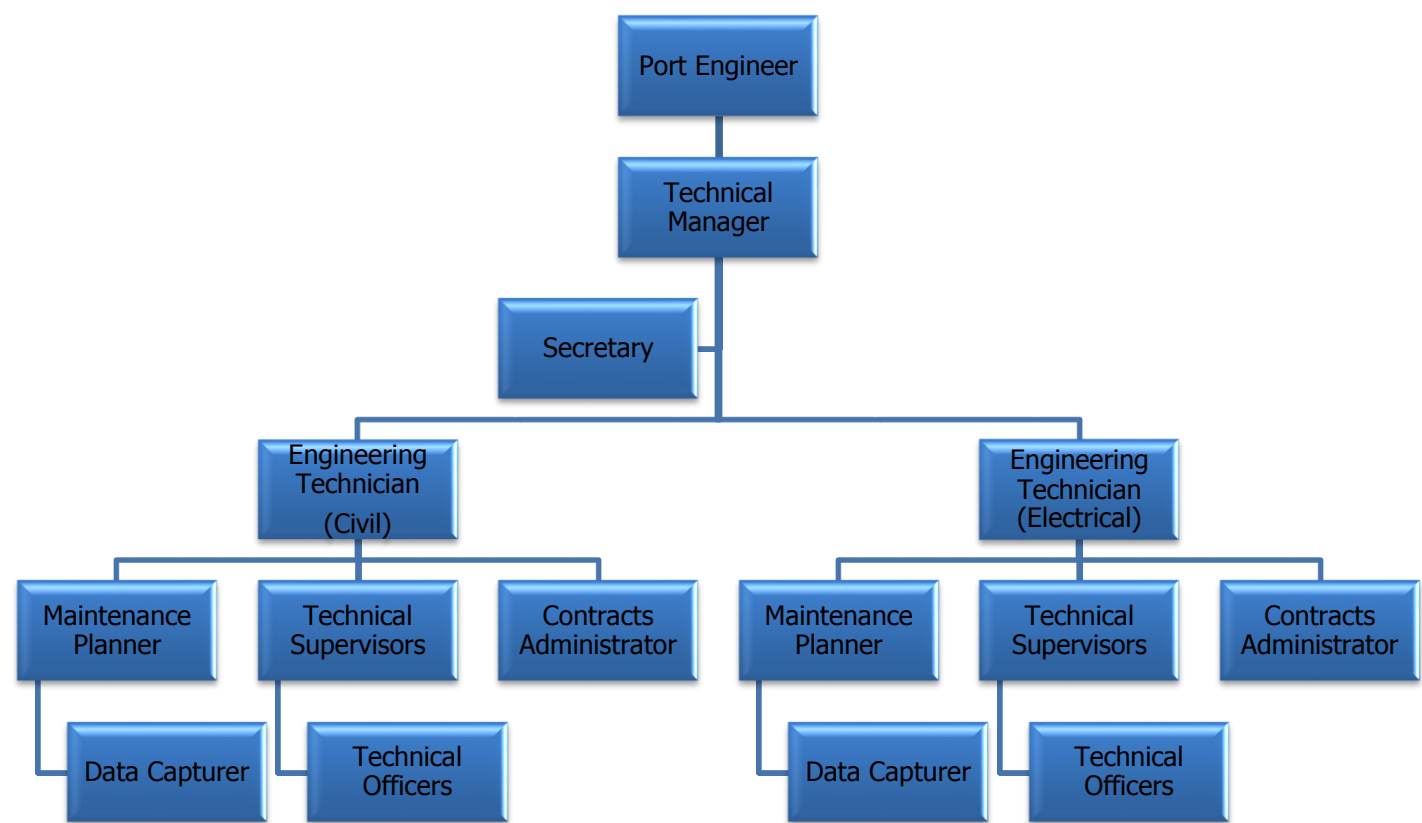 Port Engineer
Technical
Manager
Secretary
Engineering
Technician
(Civil)
Engineering
Technician
(Electrical)
Maintenance
Planner
Technical
Supervisors
Contracts
Administrator
Maintenance
Planner
Technical
Supervisors
Contracts
Administrator
Data Capturer
Technical
Officers
Data Capturer
Technical
Officers